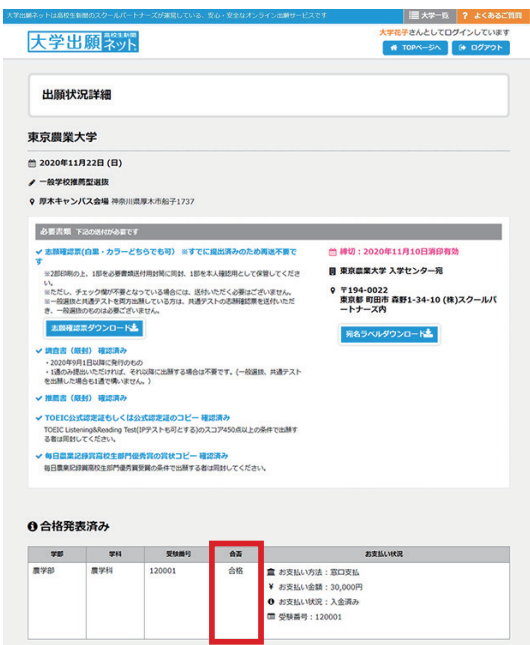 大学出願ネットは高校生新聞のスクールパートナーズが運営している、安心・安全なオンライン出願サービスです
大学一覧
? よくあるご質問
高校生新聞
大学出願ネット
大学花子さんとしてログインしています
TOPページへ
ログアウト
出願状況詳細
東京農業大学
2020年11月22日 (日)
一般学校推薦型選抜
厚木キャンパス会場 神奈川県厚木市船子1737
必要書類 下記の送付が必要です
志願確認票(白黒・カラーどちらでも可) ※すでに提出済みのため再送不要で
す
※2部印刷の上、1部を必要書類送付用封筒に同封、1部を本人確認用として保管してくださ
い。
※ただし、チェック欄が不要となっている場合には、送付いただく必要はございません。
※一般選抜と共通テストを両方出願している方は、共通テストの志願確認票を送付いただ
き、一般選抜のものは必要ございません。
志願確認票ダウンロード
調査書（厳封） 確認済み
・2020年9月1日以降に発行のもの
・1通のみ提出いただければ、それ以降に出願する場合は不要です。(一般選抜、共通テスト
を出願した場合も1通で構いません。)
推薦書（厳封） 確認済み
TOEIC公式認定証もしくは公式認定証のコピー 確認済み
TOEIC Listening&Reading Test(IPテストも可とする)のスコア450点以上の条件で出願す
る者は同封してください。
毎日農業記録賞高校生部門優秀賞の賞状コピー 確認済み
毎日農業記録賞高校生部門優秀賞受賞の条件で出願する者は同封してください。
締切：2020年11月10日消印有効
東京農業大学 入学センター宛
〒194-0022
東京都 町田市 森野1-34-10 (株)スクールパ
ートナーズ内
宛名ラベルダウンロード
合格発表済み
学部 学科 受験番号 合否 お支払い状況
農学部 農学科 120001 合格 お支払い方法：窓口支払
¥ お支払い金額：30,000円
お支払い状況：入金済み
受験番号：120001